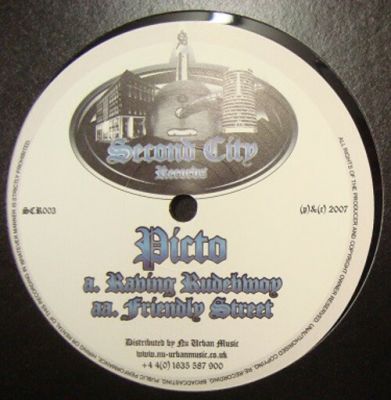 Second City
Records
SCR003
(p)&(c) 2007
Picto
a. Raving Rudebwoy
aa. Friendly Street
Distributed by Nu Urban Music
www.nu-urbanmusic.co.uk
+4 4(0) 1635 587 900
ALL RIGHTS OF THE PRODUCER AND COPYRIGHT OWNER RESERVED. UNAUTHORISED COPYING, RE-RECORDING, BROADCASTING, PUBLIC PERFORMANCE, HIRING OR RENTAL OF THIS RECORDING IN WHATEVER MANNER IS STRICTLY PROHIBITED.